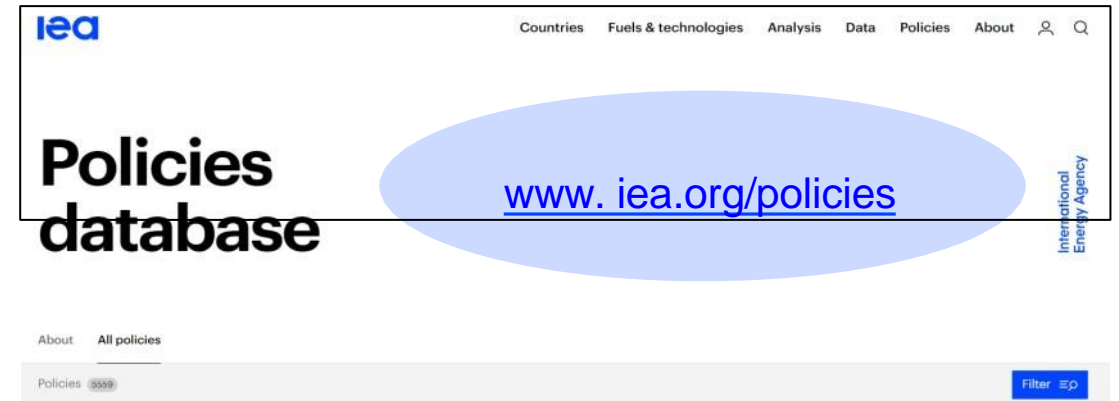 iea
Countries Fuels & technologies Analysis Data Policies About
Policies
database
www. iea.org/policies
International
Energy Agency
About All policies
Policies 5559
Filter